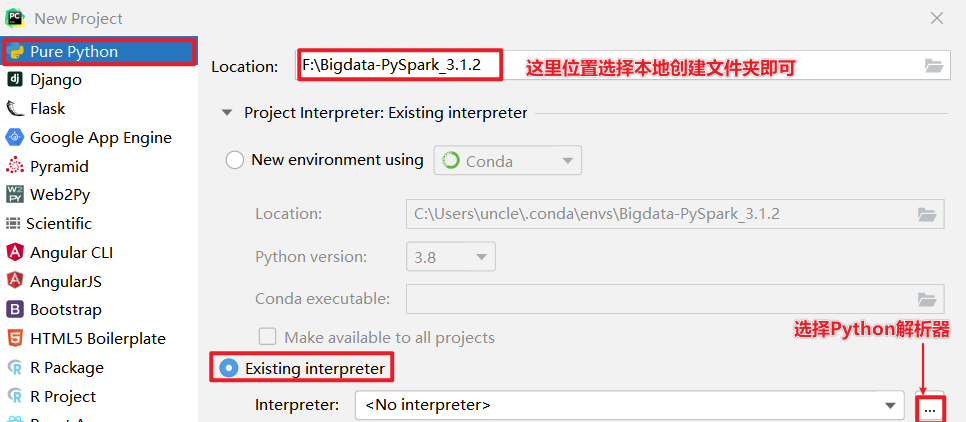 New Project
Pure Python
Django
Flask
Google App Engine
Pyramid
Web2Py
Scientific
Angular CLI
AngularJS
Bootstrap
HTML5 Boilerplate
R Package
R Project
Location: F:\Bigdata-PySpark_3.1.2 这里位置选择本地创建文件夹即可
Project Interpreter: Existing interpreter
New environment using Conda
Location: C:\Users\uncle\.conda\envs\Bigdata-PySpark_3.1.2
Python version: 3.8
Conda executable:
Make available to all projects
选择Python解析器
Existing interpreter
Interpreter: <No interpreter> ...